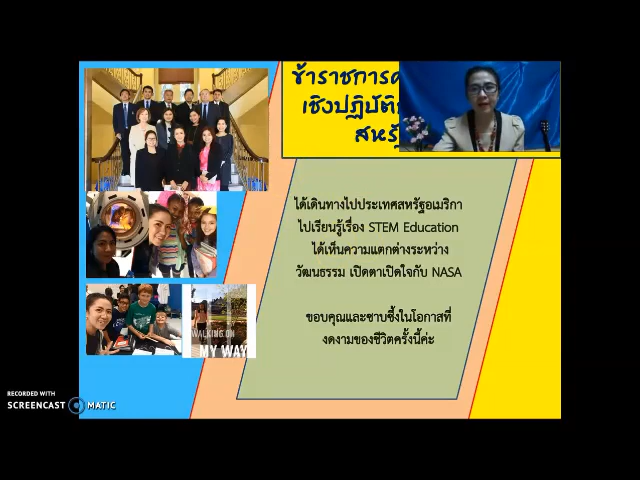 ข้าราชการ
เชิงปฏิบัติ
สหรั
ได้เดินทางไปประเทศสหรัฐอเมริกา
ไปเรียนรู้เรื่อง STEM Education
ได้เห็นความแตกต่างระหว่าง
วัฒนธรรม เปิดตาเปิดใจกับ NASA
ขอบคุณและซาบซึ้งในโอกาสที่
งดงามของชีวิตครั้งนี้ค่ะ
WALKING ON
MY WAY
RECORDED WITH
SCREENCAST MATIC